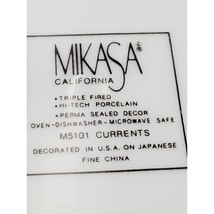 MIKASA®
CALIFORNIA
• TRIPLE FIRED
• HI-TECH PORCELAIN
• PERMA SEALED DECOR
OVEN-DISHWASHER-MICROWAVE SAFE
M5101 CURRENTS
DECORATED IN U.S.A. ON JAPANESE
FINE CHINA